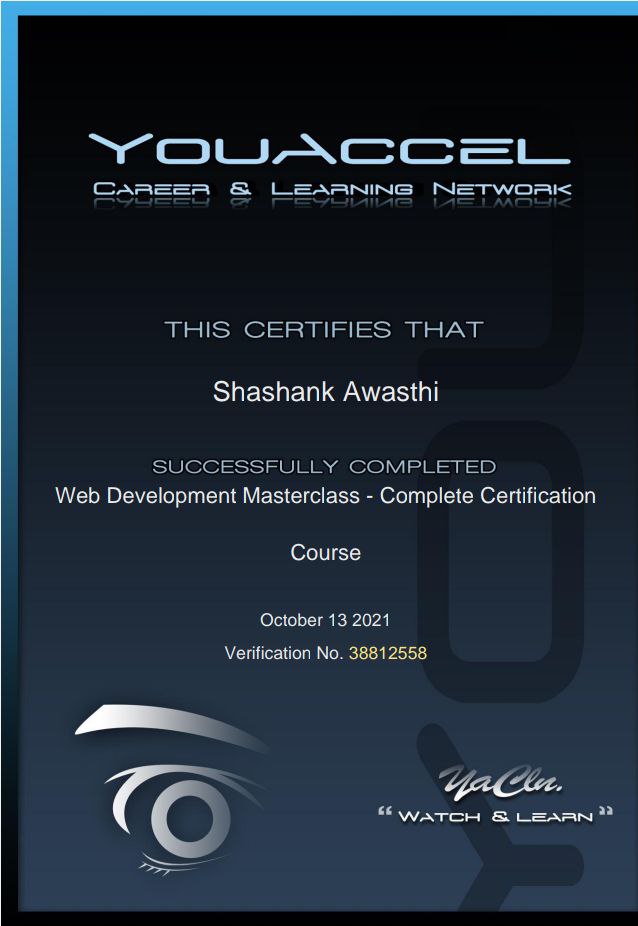 YouAccel
Career & Learning Network
THIS CERTIFIES THAT
Shashank Awasthi
SUCCESSFULLY COMPLETED
Web Development Masterclass - Complete Certification
Course
October 13 2021
Verification No. 38812558
YaCln.
“ Watch & Learn ”